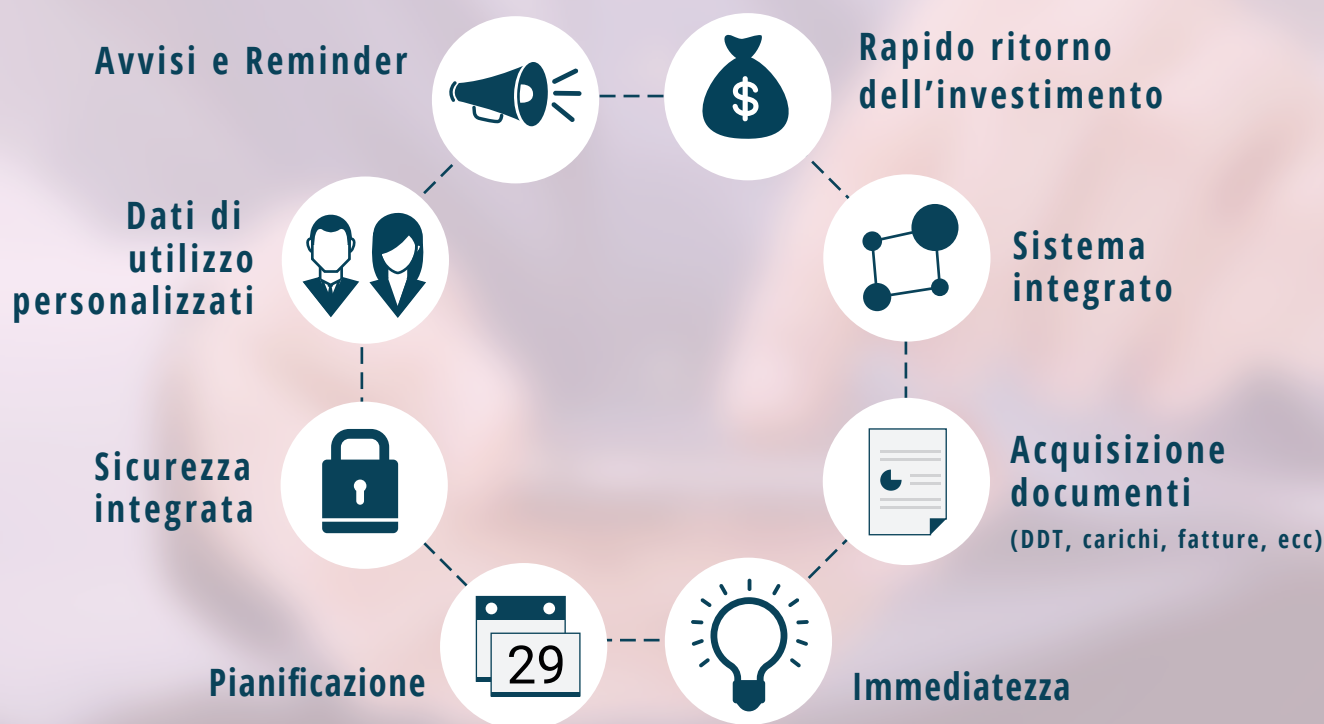 Avvisi e Reminder
Rapido ritorno
dell’investimento
$
Dati di
utilizzo
personalizzati
Sistema
integrato
Sicurezza
integrata
Acquisizione
documenti
(DDT, carichi, fatture, ecc)
29
Pianificazione
Immediatezza